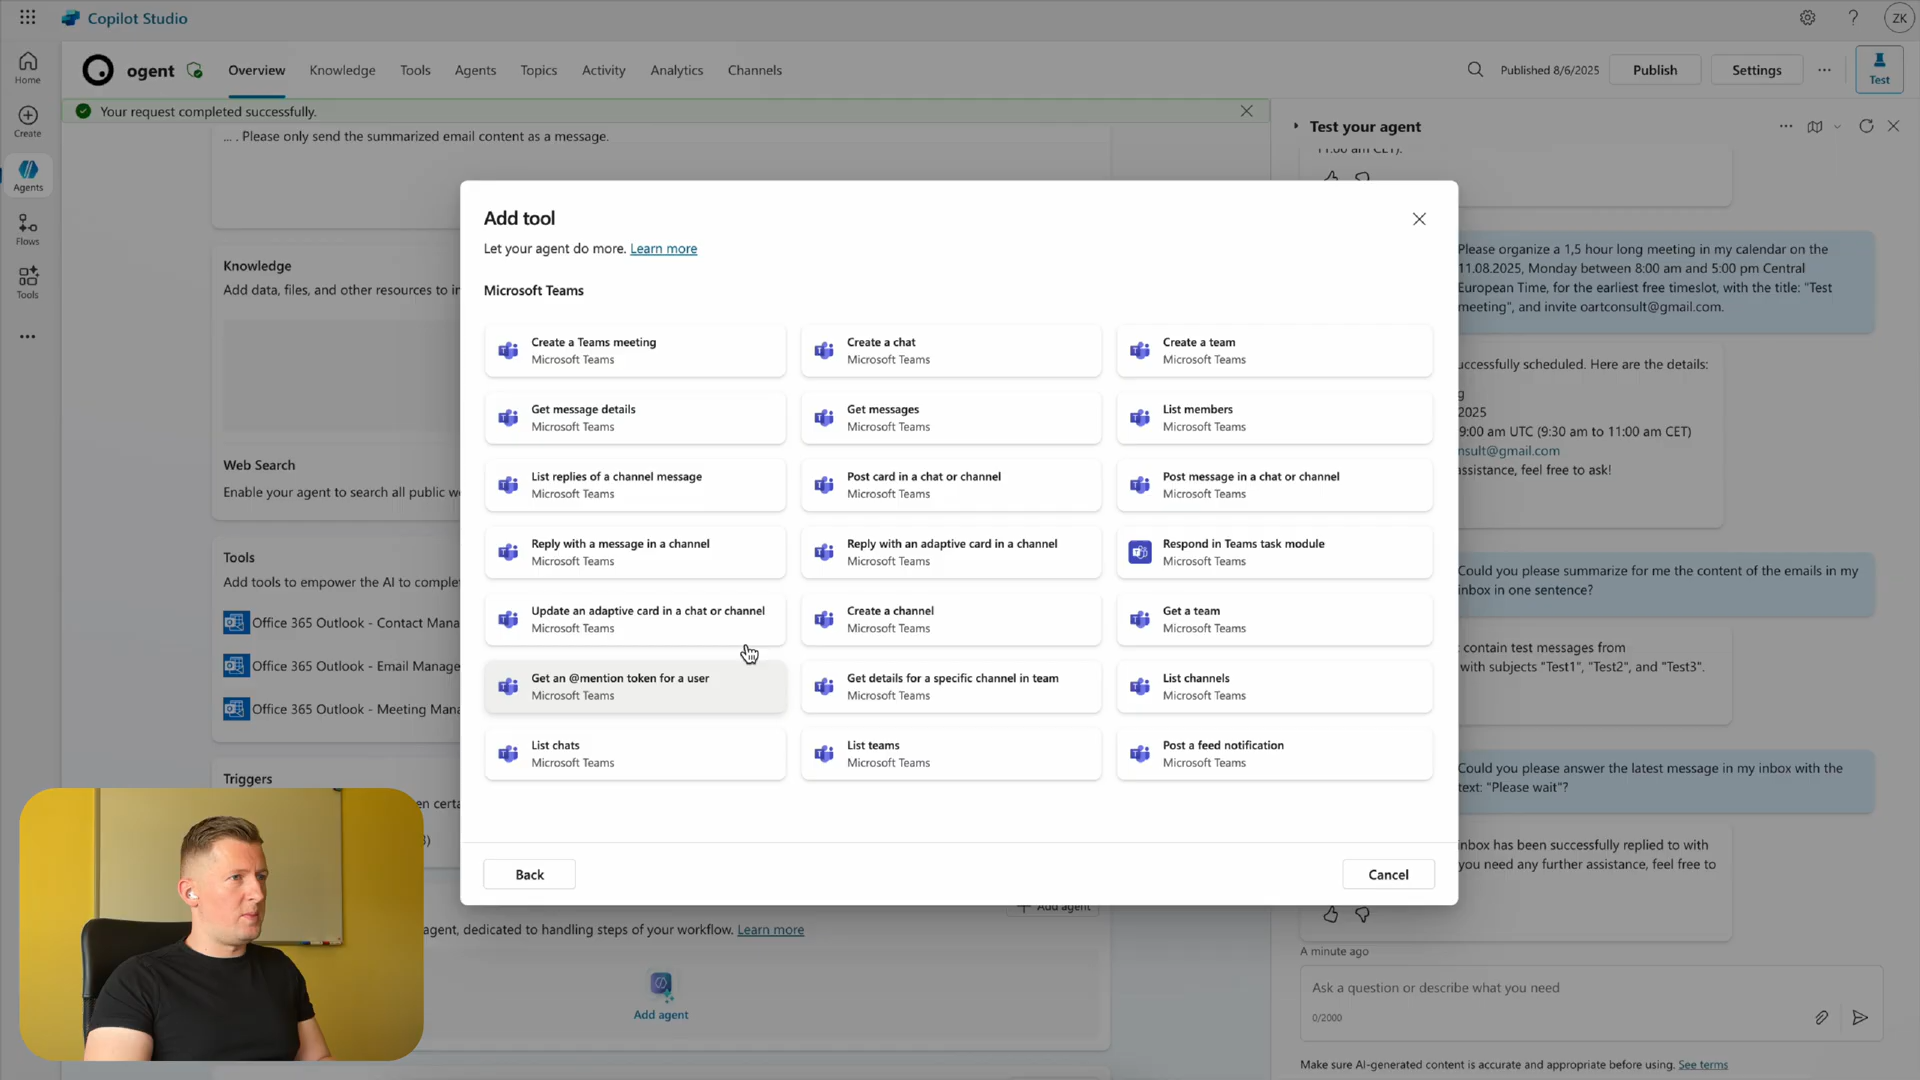 Copilot Studio
ZK
Home
Create
Agents
Flows
Tools
ogent
Overview
Knowledge
Tools
Agents
Topics
Activity
Analytics
Channels
Published 8/6/2025
Publish
Settings
Test
Your request completed successfully.
... . Please only send the summarized email content as a message.
Knowledge
Add data, files, and other resources to
Web Search
Enable your agent to search all public
Tools
Add tools to empower the AI to
Office 365 Outlook - Contact
Office 365 Outlook - Email
Office 365 Outlook - Meeting
Triggers
agent, dedicated to handling steps of your workflow. Learn more
Add agent
Add agent
Add tool
Let your agent do more. Learn more
Microsoft Teams
Create a Teams meeting
Microsoft Teams
Create a chat
Microsoft Teams
Create a team
Microsoft Teams
Get message details
Microsoft Teams
Get messages
Microsoft Teams
List members
Microsoft Teams
List replies of a channel message
Microsoft Teams
Post card in a chat or channel
Microsoft Teams
Post message in a chat or channel
Microsoft Teams
Reply with a message in a channel
Microsoft Teams
Reply with an adaptive card in a channel
Microsoft Teams
Respond in Teams task module
Microsoft Teams
Update an adaptive card in a chat or channel
Microsoft Teams
Create a channel
Microsoft Teams
Get a team
Microsoft Teams
Get an @mention token for a user
Microsoft Teams
Get details for a specific channel in team
Microsoft Teams
List channels
Microsoft Teams
List chats
Microsoft Teams
List teams
Microsoft Teams
Post a feed notification
Microsoft Teams
Back
Cancel
Test your agent
11:00 am CET).
Please organize a 1,5 hour long meeting in my calendar on the
11.08.2025, Monday between 8:00 am and 5:00 pm Central
European Time, for the earliest free timeslot, with the title: "Test
meeting", and invite oartconsult@gmail.com.
scheduled. Here are the details:
2025
9:00 am UTC (9:30 am to 11:00 am CET)
nsult@gmail.com
feel free to ask!
Could you please summarize for me the content of the emails in my
inbox in one sentence?
contain test messages from
with subjects "Test1", "Test2", and "Test3".
Could you please answer the latest message in my inbox with the
text: "Please wait"?
has been successfully replied to with
you need any further assistance, feel free to
A minute ago
Ask a question or describe what you need
0/2000
Make sure AI-generated content is accurate and appropriate before using. See terms